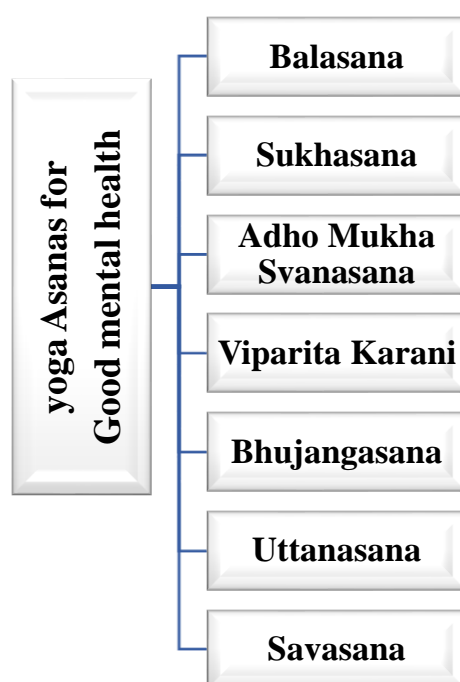 yoga Asanas for
Good mental health
Balasana
Sukhasana
Adho Mukha
Svanasana
Viparita Karani
Bhujangasana
Uttanasana
Savasana